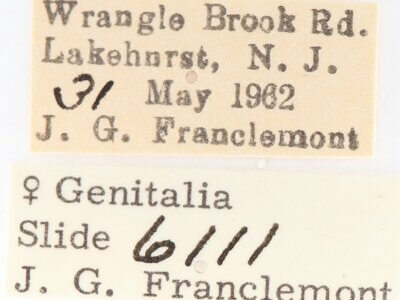 Wrangle Brook Rd.
Lakehurst, N. J.
31 May 1962
J. G. Franclemont
♀ Genitalia
Slide 6111
J. G. Franclemont